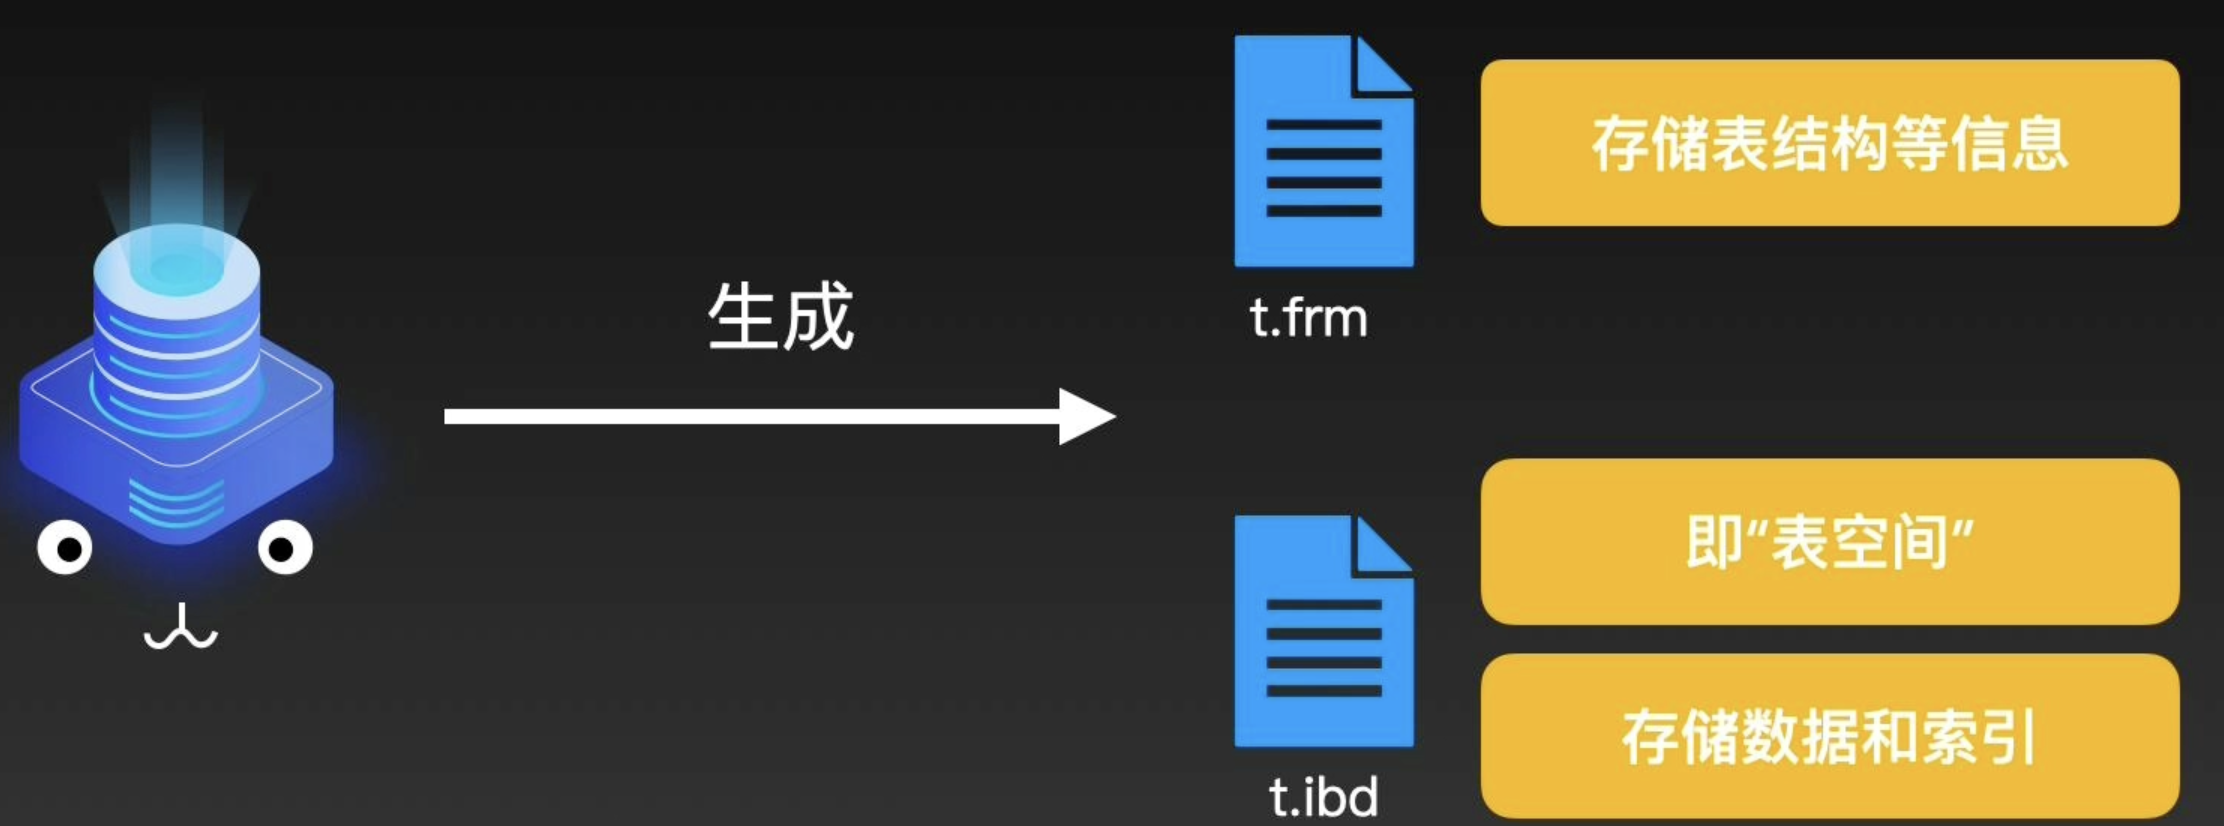 生成
t.frm
存储表结构等信息
t.ibd
即“表空间”
存储数据和索引